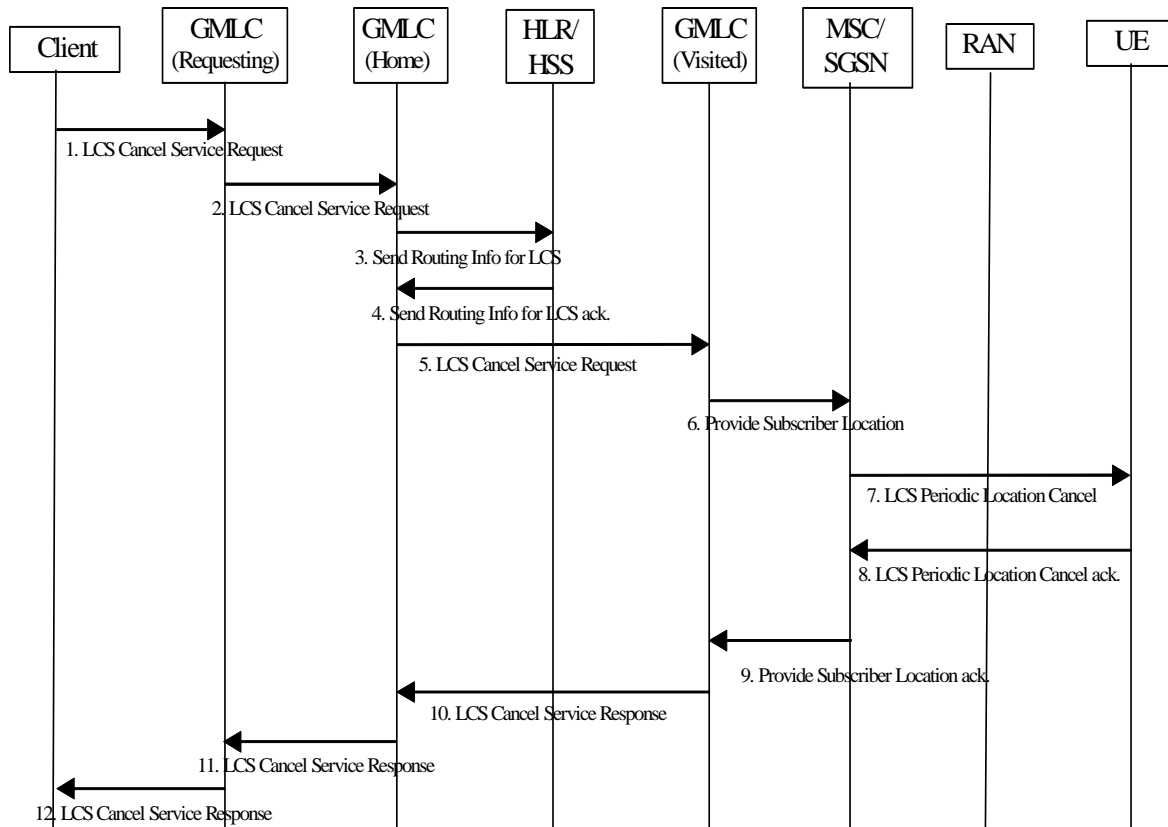 Client
GMLC
(Requesting)
GMLC
(Home)
HLR/
HSS
GMLC
(Visited)
MSC/
SGSN
RAN
UE
1. LCS Cancel Service Request
2. LCS Cancel Service Request
3. Send Routing Info for LCS
4. Send Routing Info for LCS ack.
5. LCS Cancel Service Request
6. Provide Subscriber Location
7. LCS Periodic Location Cancel
8. LCS Periodic Location Cancel ack.
9. Provide Subscriber Location ack.
10. LCS Cancel Service Response
11. LCS Cancel Service Response
12. LCS Cancel Service Response